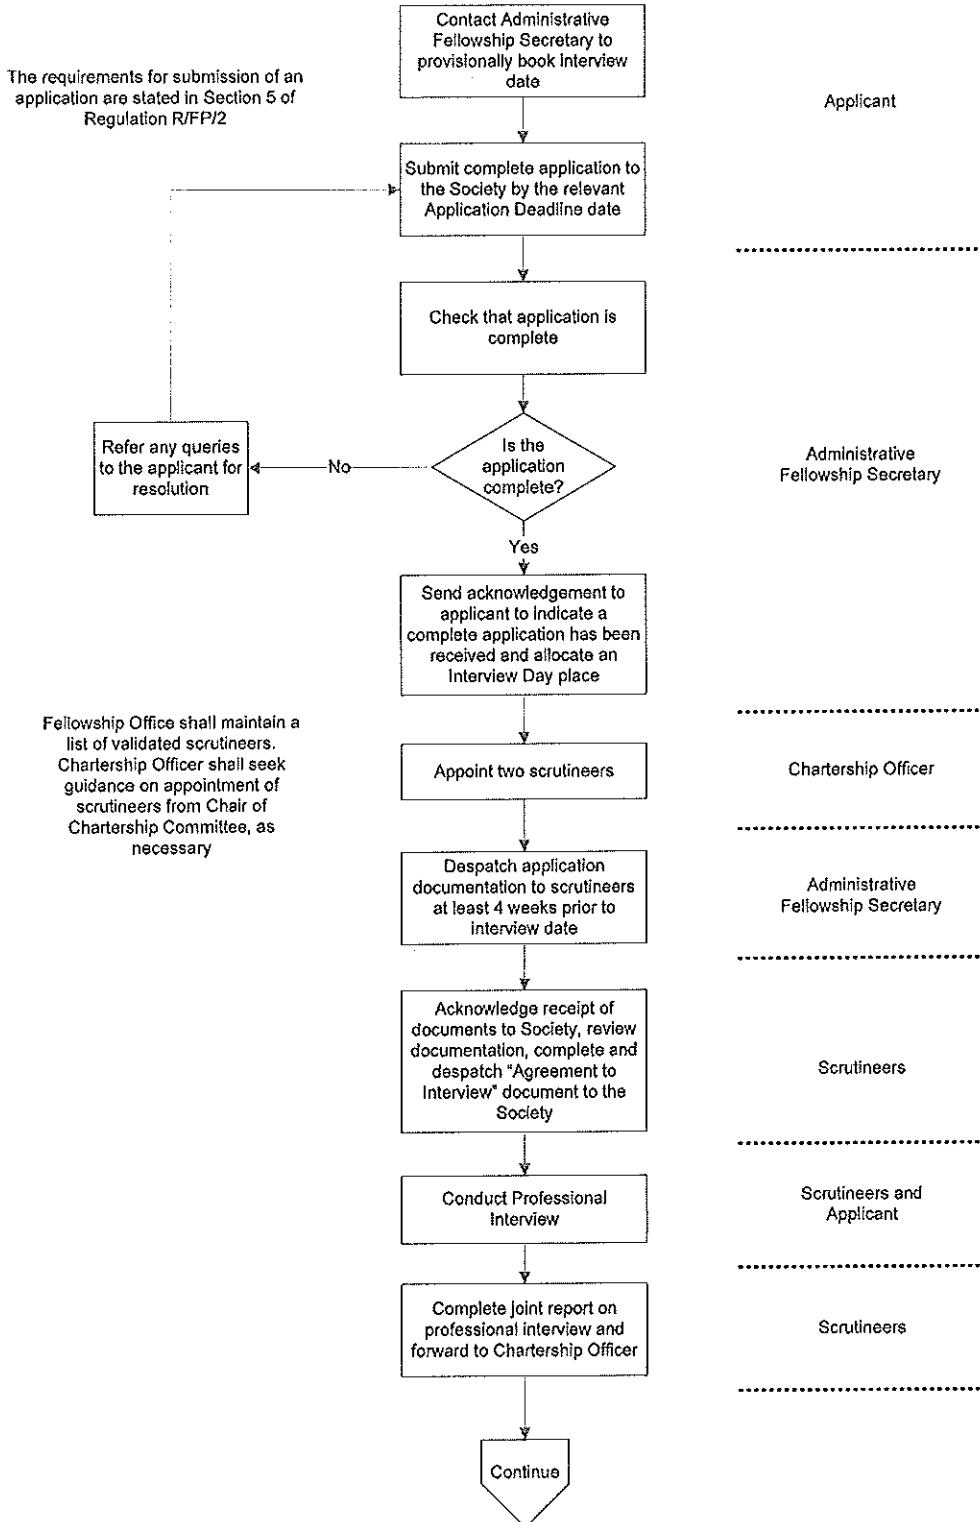 Contact Administrative
Fellowship Secretary to
provisionally book interview
date
The requirements for submission of an
application are stated in Section 5 of
Regulation R/FP/2
Applicant
Submit complete application to
the Society by the relevant
Application Deadline date
Check that application is
complete
Refer any queries
to the applicant for
resolution
No
Is the
application
complete?
Administrative
Fellowship Secretary
Yes
Send acknowledgement to
applicant to indicate a
complete application has been
received and allocate an
Interview Day place
Fellowship Office shall maintain a
list of validated scrutineers.
Chartership Officer shall seek
guidance on appointment of
scrutineers from Chair of
Chartership Committee, as
necessary
Appoint two scrutineers
Chartership Officer
Despatch application
documentation to scrutineers
at least 4 weeks prior to
interview date
Administrative
Fellowship Secretary
Acknowledge receipt of
documents to Society, review
documentation, complete and
despatch "Agreement to
Interview" document to the
Society
Scrutineers
Conduct Professional
Interview
Scrutineers and
Applicant
Complete joint report on
professional interview and
forward to Chartership Officer
Scrutineers
Continue